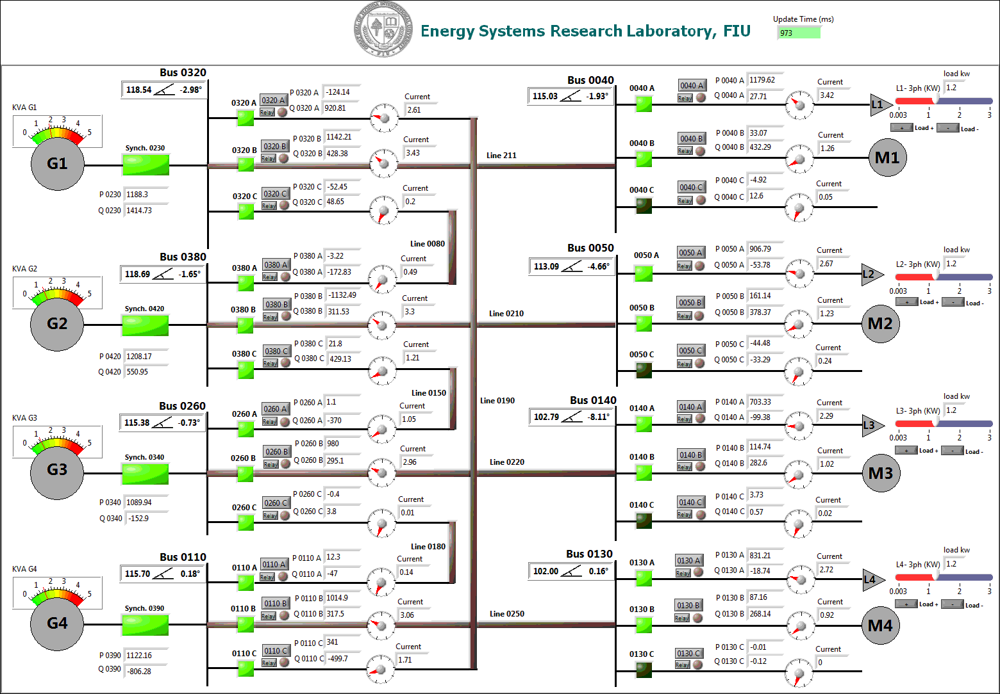 Energy Systems Research Laboratory, FIU
Update Time (ms)
973
Bus 0320
118.54 -2.98°
KVA G1
0 1 2 3 4 5
G1
Synch. 0230
P 0230 1188.3
Q 0230 1414.73
0320 A
0320 A
Relay
P 0320 A -124.14
Q 0320 A 920.81
Current
2.61
0320 B
0320 B
Relay
P 0320 B 1142.21
Q 0320 B 428.38
Current
3.43
0320 C
0320 C
Relay
P 0320 C -52.45
Q 0320 C 48.65
Current
0.2
Line 211
Line 0080
Bus 0040
115.03 -1.93°
0040 A
0040 A
Relay
P 0040 A 1179.62
Q 0040 A 27.71
Current
3.42
L1
L1- 3ph (KW)
load kw
1.2
0.003 1 2 3
+ Load + - Load -
0040 B
0040 B
Relay
P 0040 B 33.07
Q 0040 B 432.29
Current
1.26
M1
0040 C
0040 C
Relay
P 0040 C -4.92
Q 0040 C 12.6
Current
0.05
Bus 0380
118.69 -1.65°
KVA G2
0 1 2 3 4 5
G2
Synch. 0420
P 0420 1208.17
Q 0420 550.95
0380 A
0380 A
Relay
P 0380 A -3.22
Q 0380 A -172.83
Current
0.49
0380 B
0380 B
Relay
P 0380 B -1132.49
Q 0380 B 311.53
Current
3.3
0380 C
0380 C
Relay
P 0380 C 21.8
Q 0380 C 429.13
Current
1.21
Line 0210
Line 0150
Bus 0050
113.09 -4.66°
0050 A
0050 A
Relay
P 0050 A 906.79
Q 0050 A -53.78
Current
2.67
L2
L2- 3ph (KW)
load kw
1.2
0.003 1 2 3
+ Load + - Load -
0050 B
0050 B
Relay
P 0050 B 161.14
Q 0050 B 378.37
Current
1.23
M2
0050 C
0050 C
Relay
P 0050 C -44.48
Q 0050 C -33.29
Current
0.24
Bus 0260
115.38 -0.73°
KVA G3
0 1 2 3 4 5
G3
Synch. 0340
P 0340 1089.94
Q 0340 -152.9
0260 A
0260 A
Relay
P 0260 A 1.1
Q 0260 A -370
Current
1.05
0260 B
0260 B
Relay
P 0260 B 980
Q 0260 B 295.1
Current
2.96
0260 C
0260 C
Relay
P 0260 C -0.4
Q 0260 C 3.8
Current
0.01
Line 0190
Line 0220
Line 0180
Bus 0140
102.79 -8.11°
0140 A
0140 A
Relay
P 0140 A 703.33
Q 0140 A -99.38
Current
2.29
L3
L3- 3ph (KW)
load kw
1.2
0.003 1 2 3
+ Load + - Load -
0140 B
0140 B
Relay
P 0140 B 114.74
Q 0140 B 282.6
Current
1.02
M3
0140 C
0140 C
Relay
P 0140 C 3.73
Q 0140 C 0.57
Current
0.02
Bus 0110
115.70 0.18°
KVA G4
0 1 2 3 4 5
G4
Synch. 0390
P 0390 1122.16
Q 0390 -806.28
0110 A
0110 A
Relay
P 0110 A 12.3
Q 0110 A -47
Current
0.14
0110 B
0110 B
Relay
P 0110 B 1014.9
Q 0110 B 317.5
Current
3.06
0110 C
0110 C
Relay
P 0110 C 341
Q 0110 C -499.7
Current
1.71
Line 0250
Bus 0130
102.00 0.16°
0130 A
0130 A
Relay
P 0130 A 831.21
Q 0130 A -18.74
Current
2.72
L4
L4- 3ph (KW)
load kw
1.2
0.003 1 2 3
+ Load + - Load -
0130 B
0130 B
Relay
P 0130 B 87.16
Q 0130 B 268.14
Current
0.92
M4
0130 C
0130 C
Relay
P 0130 C -0.01
Q 0130 C -0.12
Current
0